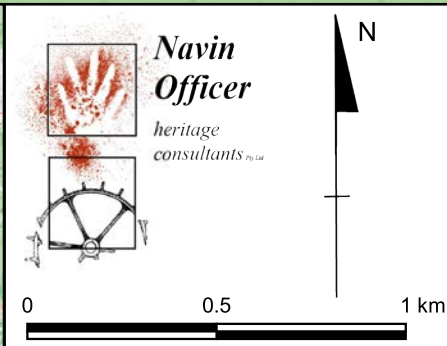 Navin
Officer
heritage
consultants Pty Ltd
N
0 0.5 1 km